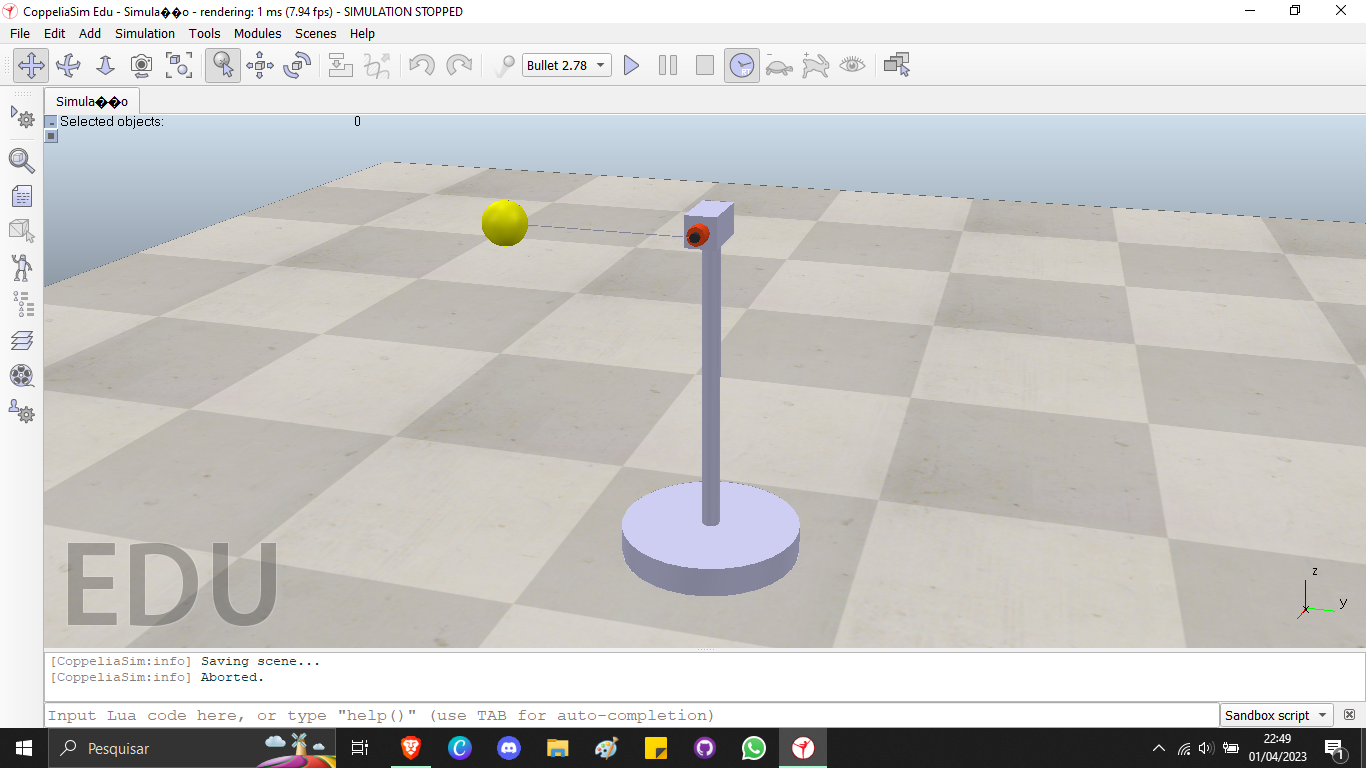 CoppeliaSim Edu - Simula��o - rendering: 1 ms (7.94 fps) - SIMULATION STOPPED
File Edit Add Simulation Tools Modules Scenes Help
Bullet 2.78
Simula��o
Selected objects: 0
EDU
z
y
[CoppeliaSim:info] Saving scene...
[CoppeliaSim:info] Aborted.
Input Lua code here, or type "help()" (use TAB for auto-completion)
Sandbox script
Pesquisar
22:49
01/04/2023
1